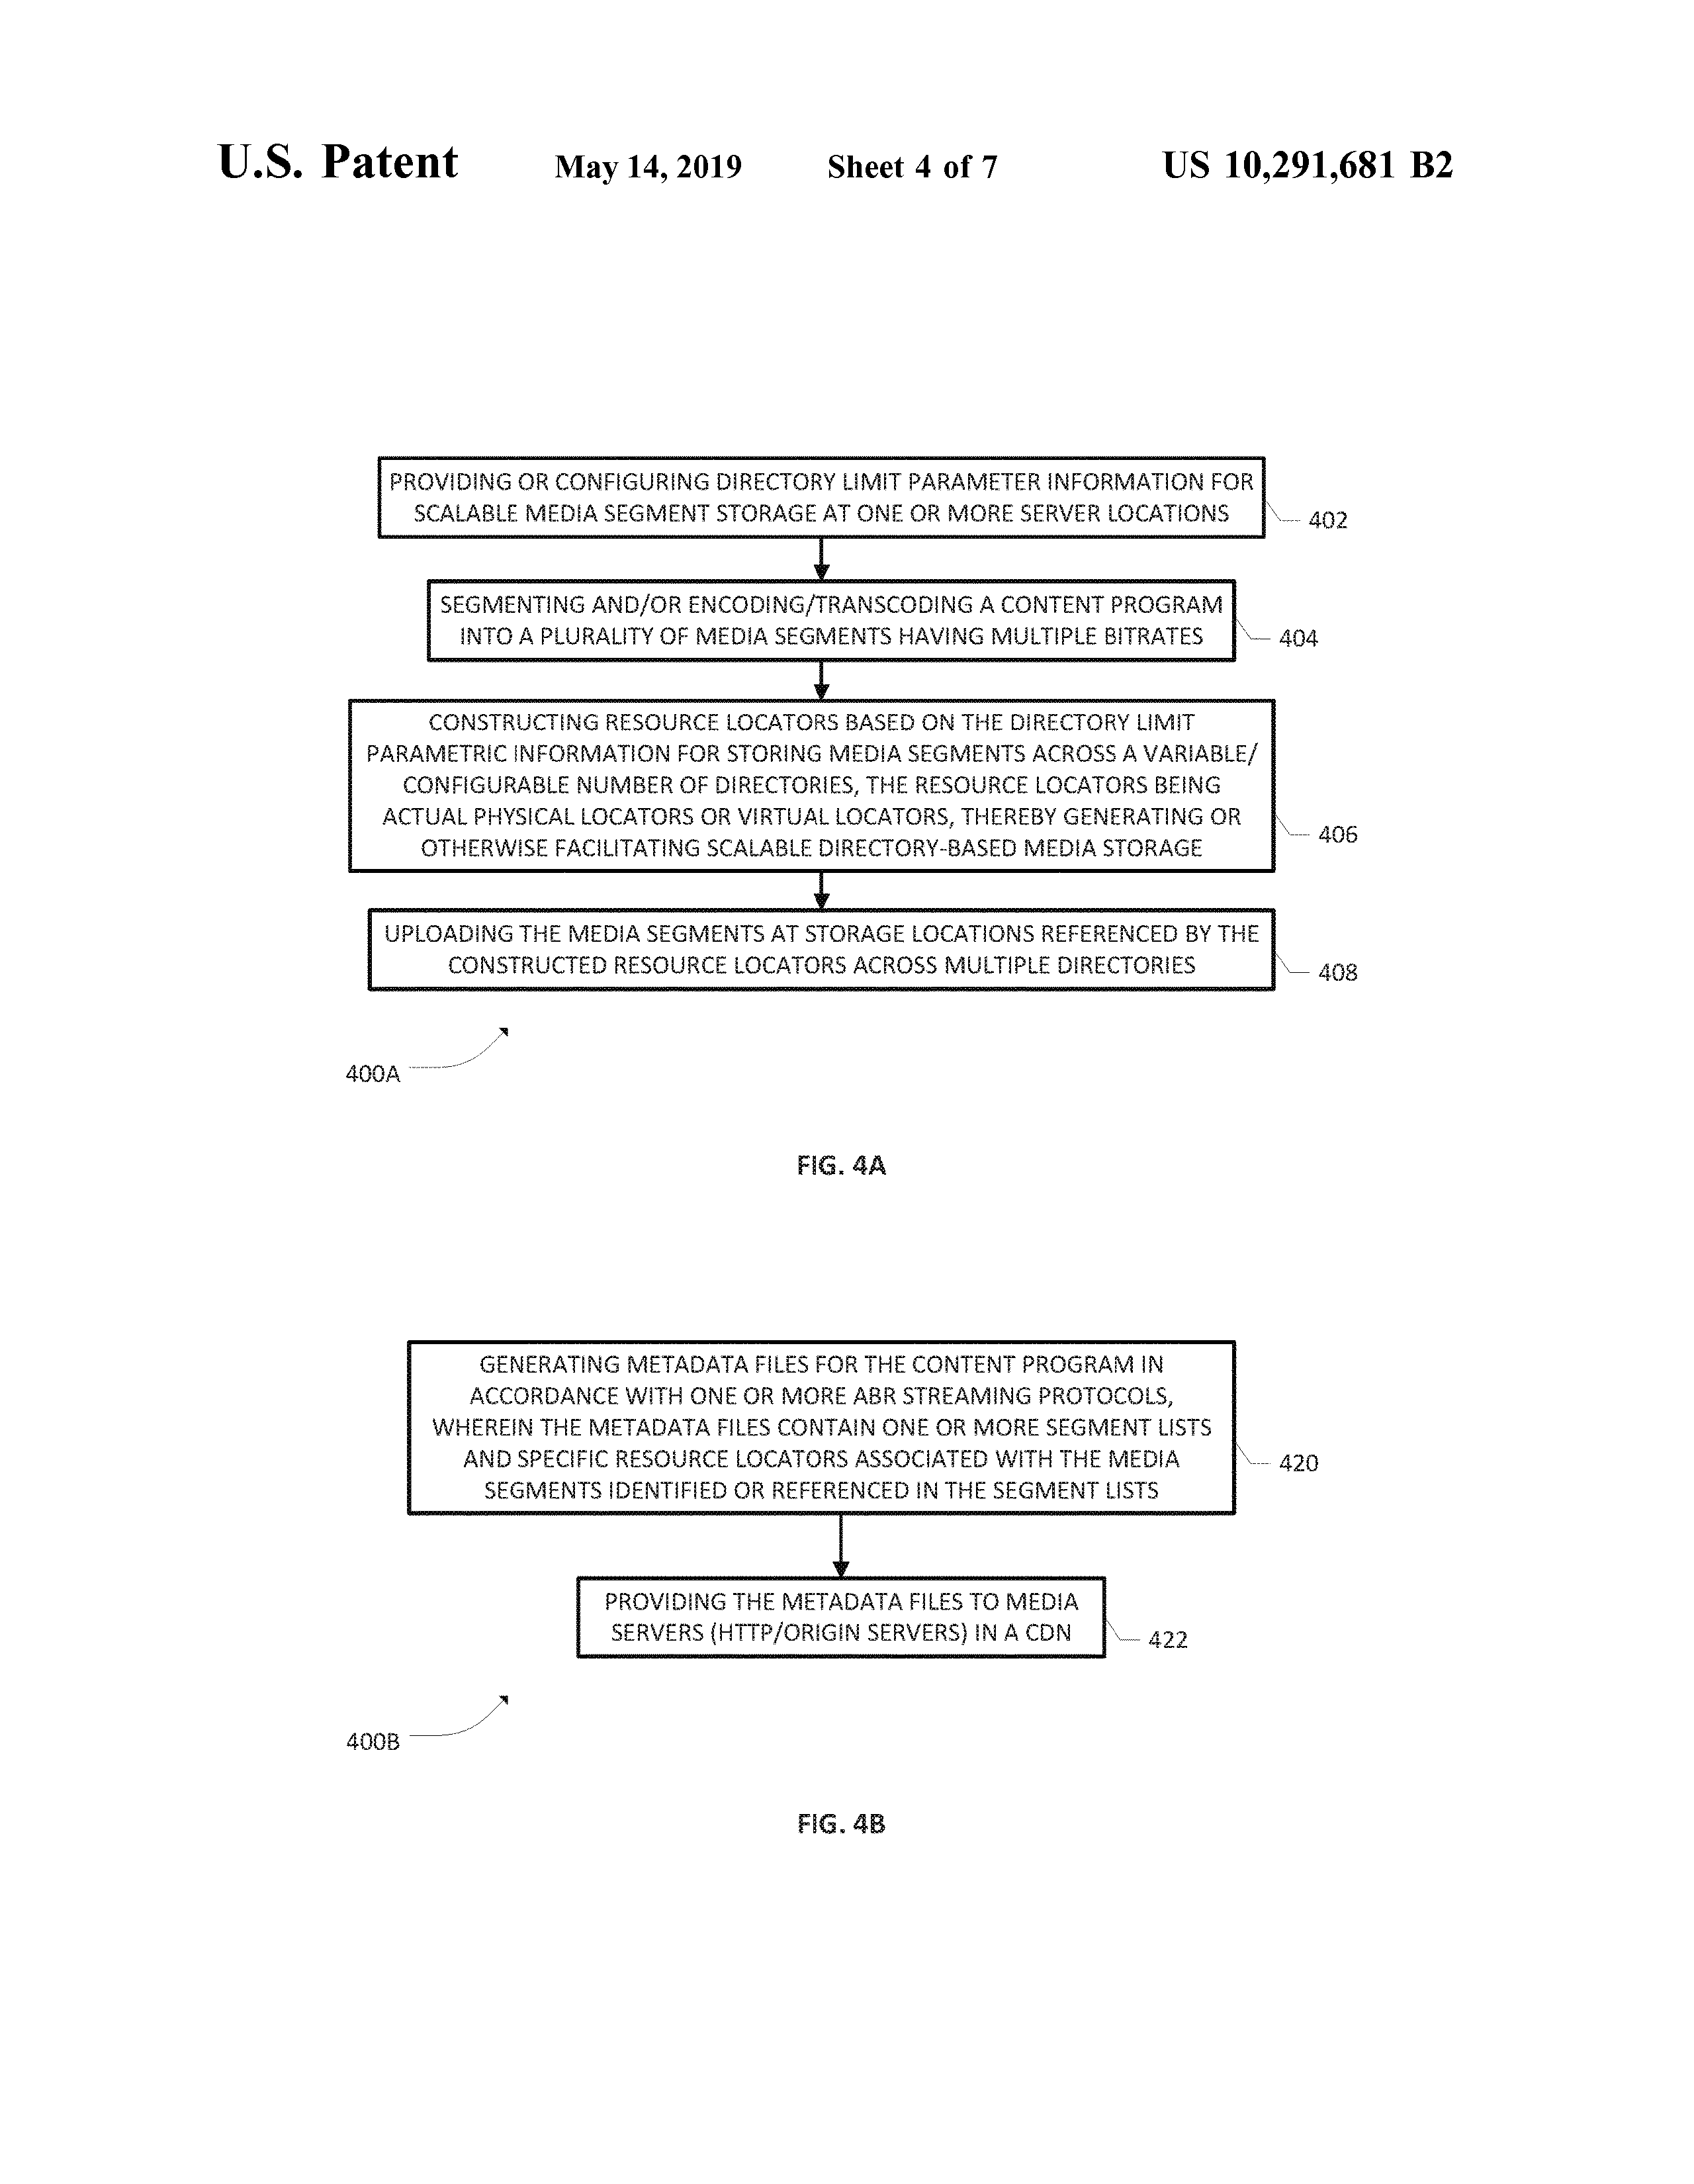 U.S. Patent May 14, 2019 Sheet 4 of 7 US 10,291,681 B2
PROVIDING OR CONFIGURING DIRECTORY LIMIT PARAMETER INFORMATION FOR
SCALABLE MEDIA SEGMENT STORAGE AT ONE OR MORE SERVER LOCATIONS
402
SEGMENTING AND/OR ENCODING/TRANSCODING A CONTENT PROGRAM
INTO A PLURALITY OF MEDIA SEGMENTS HAVING MULTIPLE BITRATES
404
CONSTRUCTING RESOURCE LOCATORS BASED ON THE DIRECTORY LIMIT
PARAMETRIC INFORMATION FOR STORING MEDIA SEGMENTS ACROSS A VARIABLE/
CONFIGURABLE NUMBER OF DIRECTORIES, THE RESOURCE LOCATORS BEING
ACTUAL PHYSICAL LOCATORS OR VIRTUAL LOCATORS, THEREBY GENERATING OR
OTHERWISE FACILITATING SCALABLE DIRECTORY-BASED MEDIA STORAGE
406
UPLOADING THE MEDIA SEGMENTS AT STORAGE LOCATIONS REFERENCED BY THE
CONSTRUCTED RESOURCE LOCATORS ACROSS MULTIPLE DIRECTORIES
408
400A
FIG. 4A
GENERATING METADATA FILES FOR THE CONTENT PROGRAM IN
ACCORDANCE WITH ONE OR MORE ABR STREAMING PROTOCOLS,
WHEREIN THE METADATA FILES CONTAIN ONE OR MORE SEGMENT LISTS
AND SPECIFIC RESOURCE LOCATORS ASSOCIATED WITH THE MEDIA
SEGMENTS IDENTIFIED OR REFERENCED IN THE SEGMENT LISTS
420
PROVIDING THE METADATA FILES TO MEDIA
SERVERS (HTTP/ORIGIN SERVERS) IN A CDN
422
400B
FIG. 4B